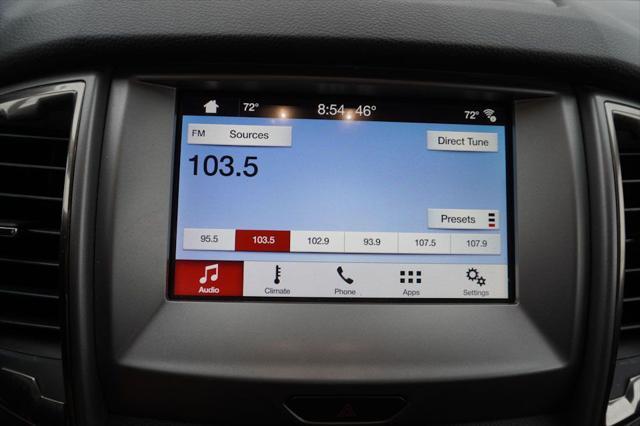 72° 8:54 46° 72°
FM Sources Direct Tune
103.5
Presets
95.5 103.5 102.9 93.9 107.5 107.9
Audio Climate Phone Apps Settings